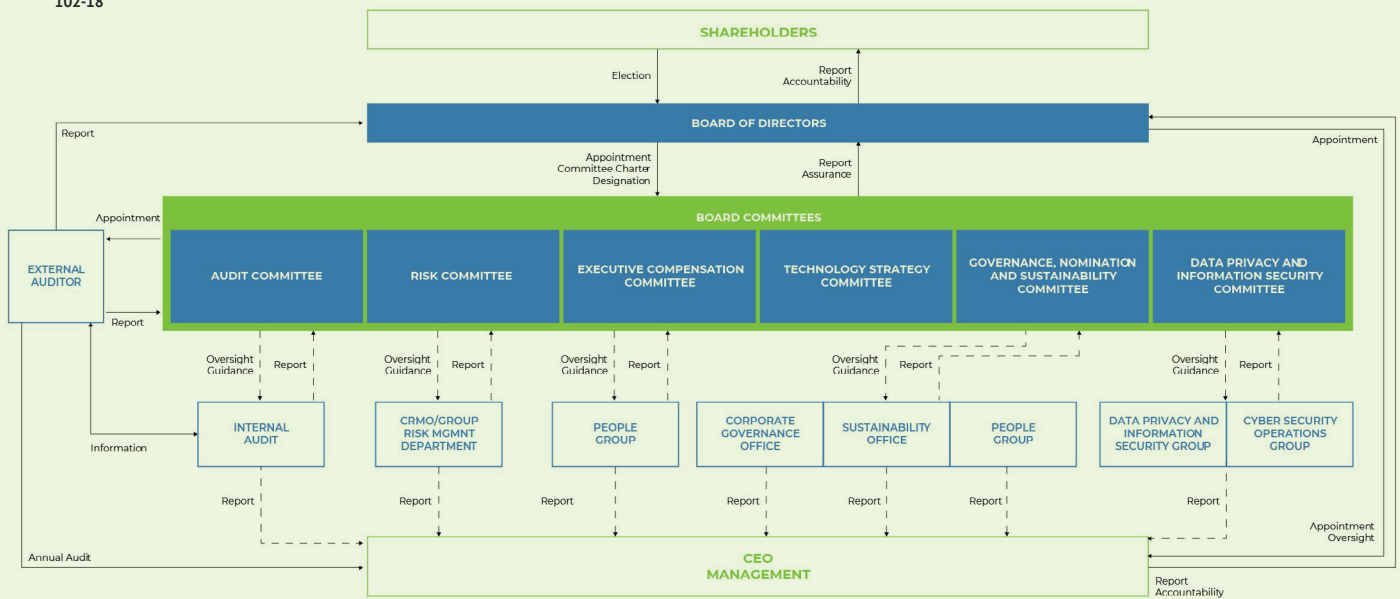 102-18
SHAREHOLDERS
Election
Report
Accountability
Report
BOARD OF DIRECTORS
Appointment
Appointment
Committee Charter
Designation
Report
Assurance
Appointment
BOARD COMMITTEES
EXTERNAL
AUDITOR
AUDIT COMMITTEE
RISK COMMITTEE
EXECUTIVE COMPENSATION
COMMITTEE
TECHNOLOGY STRATEGY
COMMITTEE
GOVERNANCE, NOMINATION
AND SUSTAINABILITY
COMMITTEE
DATA PRIVACY AND
INFORMATION SECURITY
COMMITTEE
Report
Oversight
Guidance
Report
Oversight
Guidance
Report
Oversight
Guidance
Report
Oversight
Guidance
Report
Oversight
Guidance
Report
Information
INTERNAL
AUDIT
CRMO/GROUP
RISK MGMNT
DEPARTMENT
PEOPLE
GROUP
CORPORATE
GOVERNANCE
OFFICE
SUSTAINABILITY
OFFICE
PEOPLE
GROUP
DATA PRIVACY AND
INFORMATION
SECURITY GROUP
CYBER SECURITY
OPERATIONS
GROUP
Report
Report
Report
Report
Report
Report
Report
Appointment
Oversight
Annual Audit
CEO
MANAGEMENT
Report
Accountability